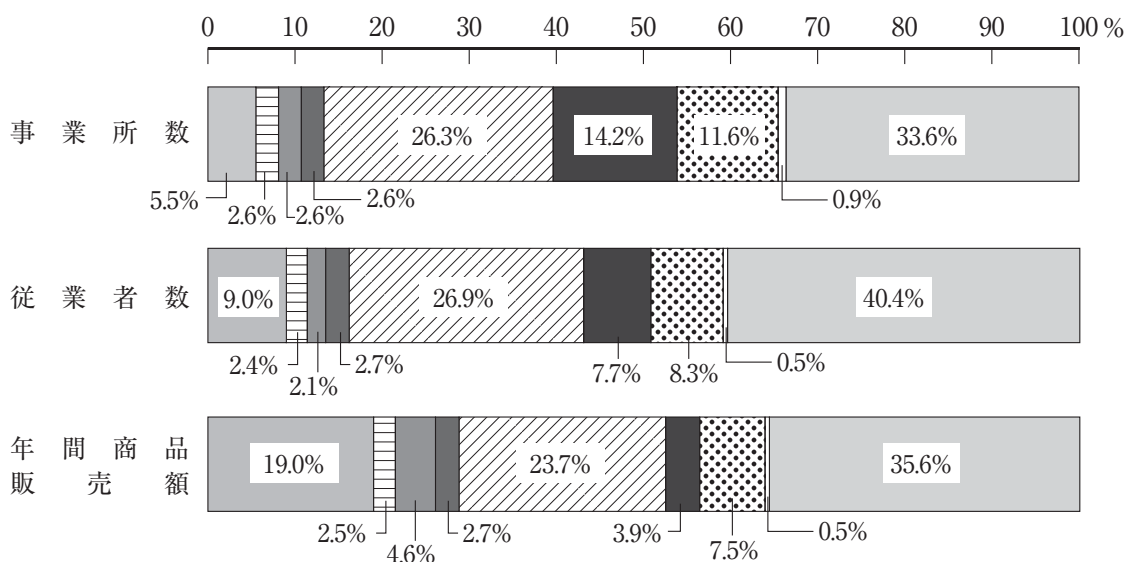 0 10 20 30 40 50 60 70 80 90 100 %
事業所数
26.3% 14.2% 11.6% 33.6%
5.5% 2.6% 2.6% 2.6% 0.9%
従業者数
9.0% 26.9% 40.4%
2.4% 2.1% 2.7% 7.7% 8.3% 0.5%
年間商品
販売額
19.0% 23.7% 35.6%
2.5% 4.6% 2.7% 3.9% 7.5% 0.5%